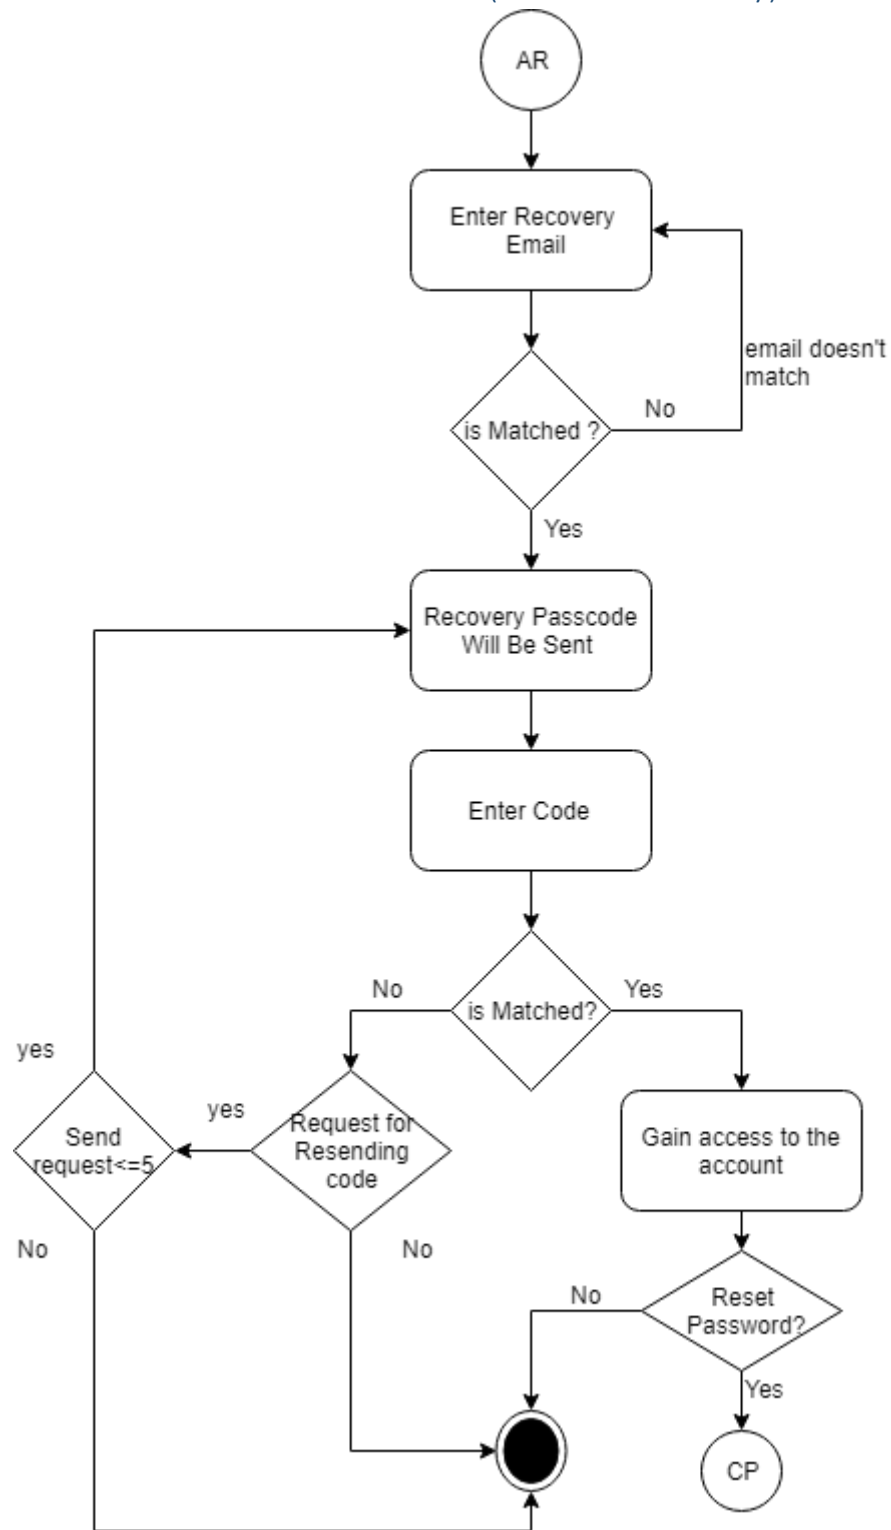 AR
Enter Recovery
Email
email doesn't
match
No
is Matched ?
Yes
Recovery Passcode
Will Be Sent
Enter Code
No
Yes
is Matched?
yes
yes
Request for
Resending
code
Send
request<=5
Gain access to the
account
No
No
No
Reset
Password?
Yes
CP